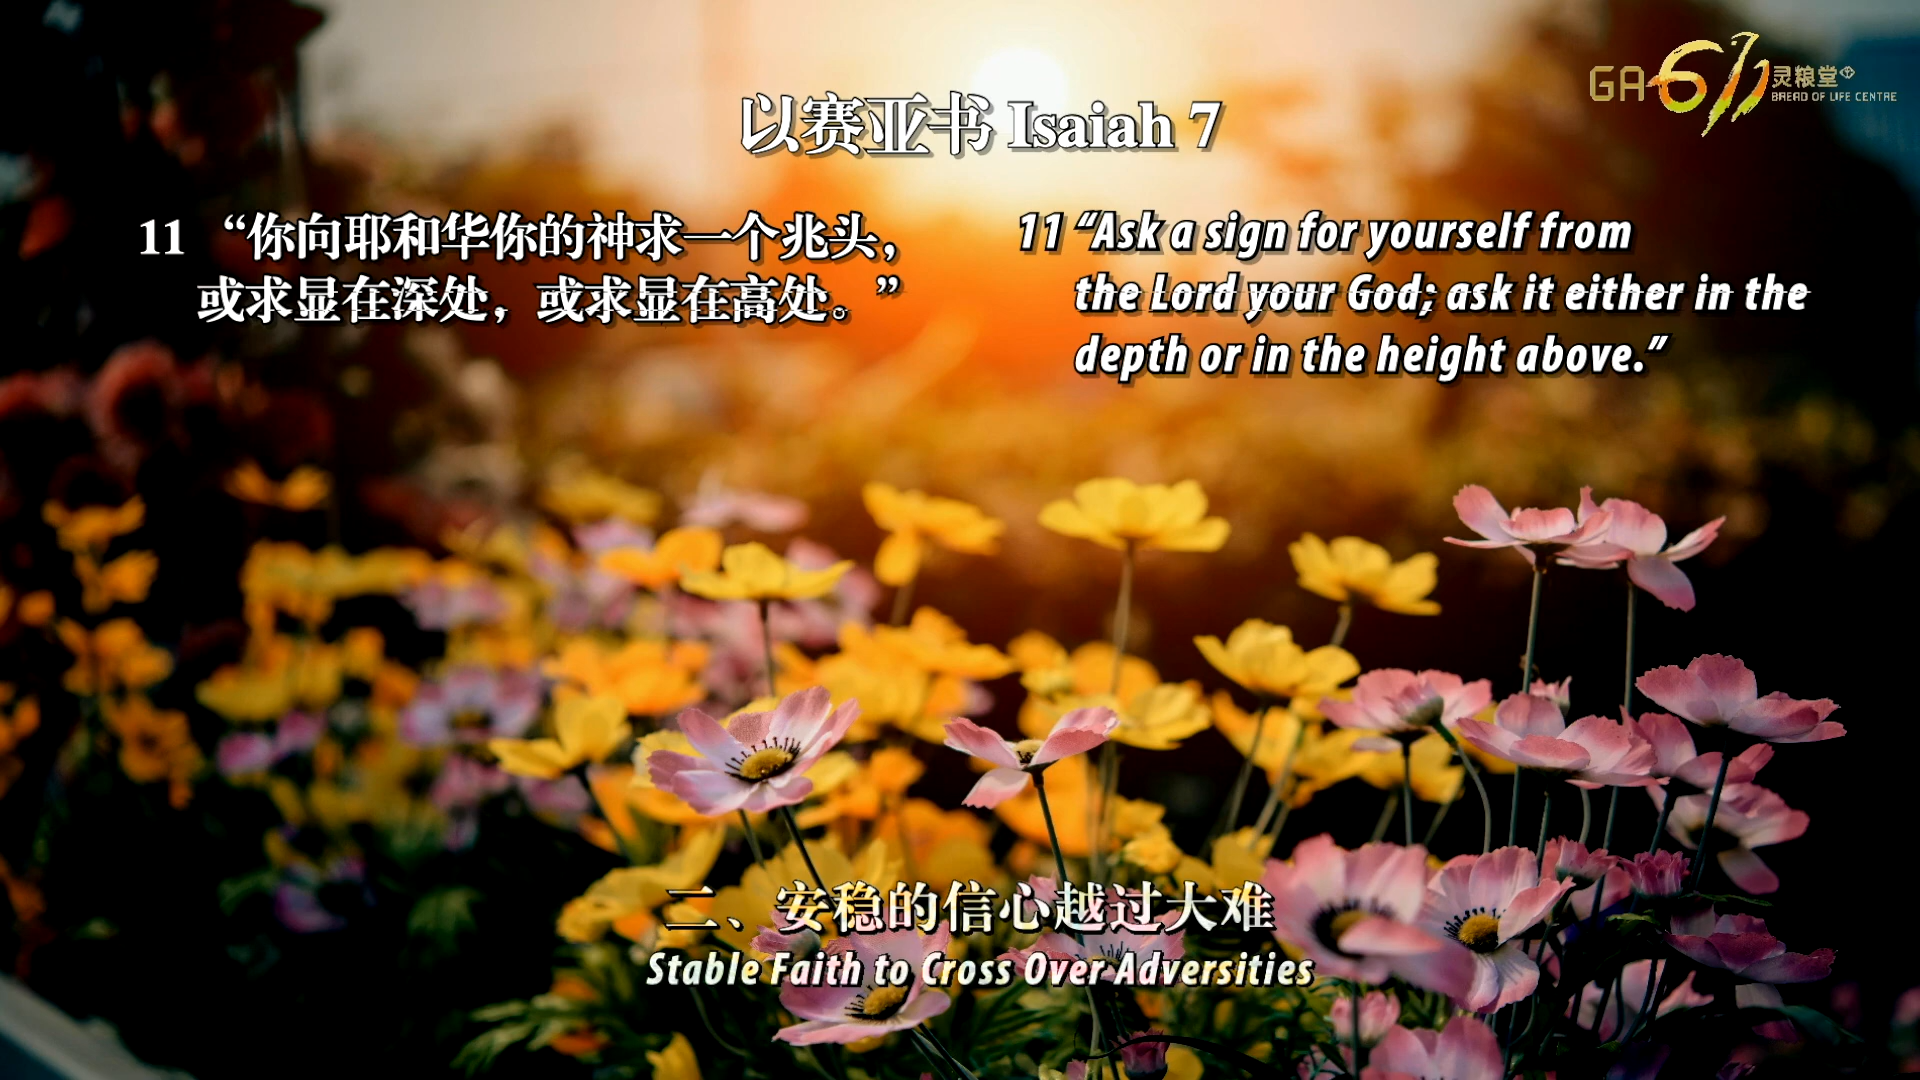 GA 611 灵粮堂
BREAD OF LIFE CENTRE
以赛亚书 Isaiah 7
11 “你向耶和华你的神求一个兆头，
或求显在深处，或求显在高处。”
11 “Ask a sign for yourself from
the Lord your God; ask it either in the
depth or in the height above.”
二、安稳的信心越过大难
Stable Faith to Cross Over Adversities